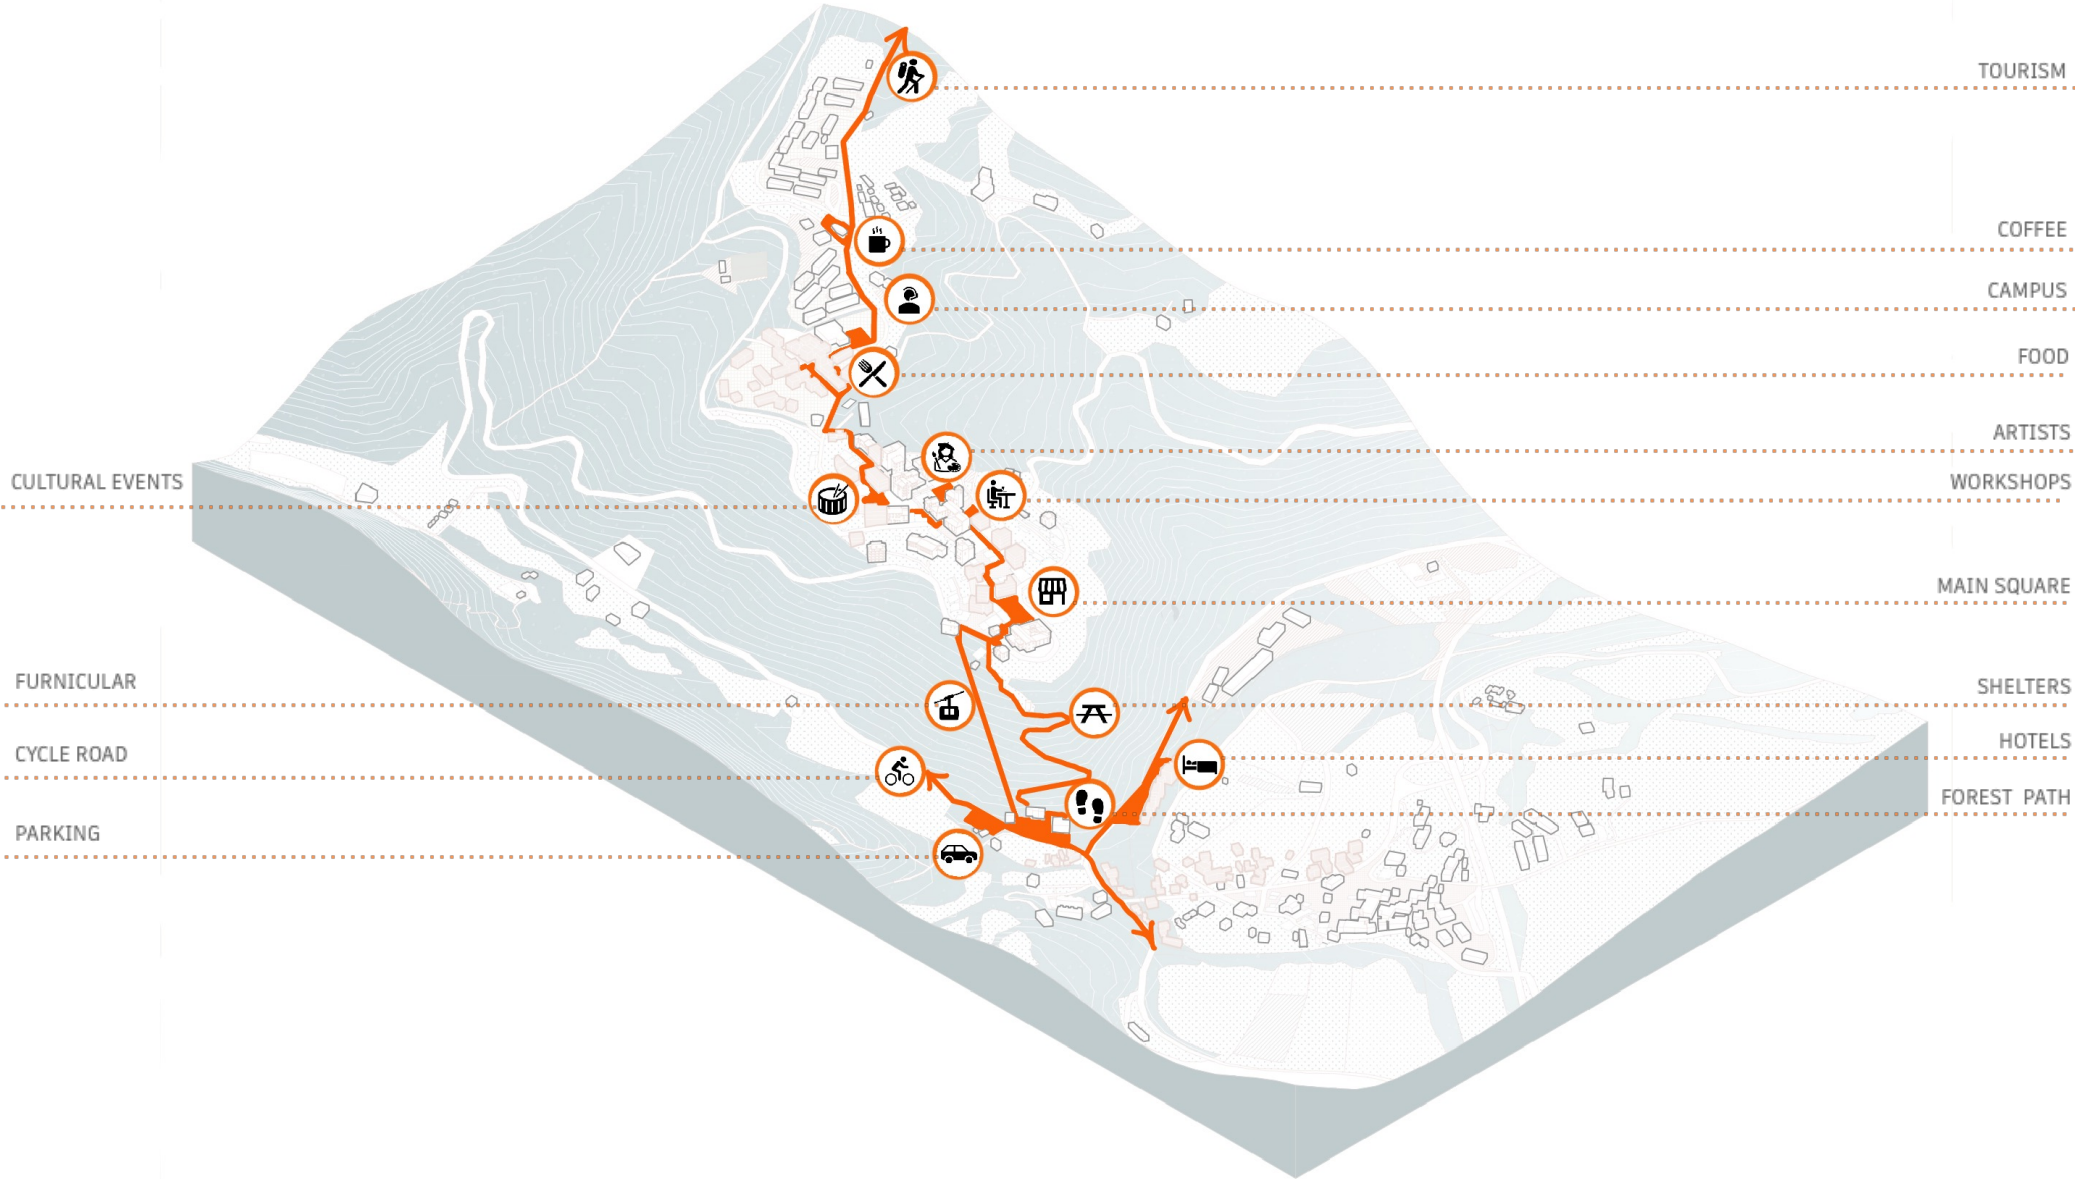 TOURISM
COFFEE
CAMPUS
FOOD
ARTISTS
CULTURAL EVENTS
WORKSHOPS
MAIN SQUARE
FURNICULAR
SHELTERS
HOTELS
CYCLE ROAD
FOREST PATH
PARKING